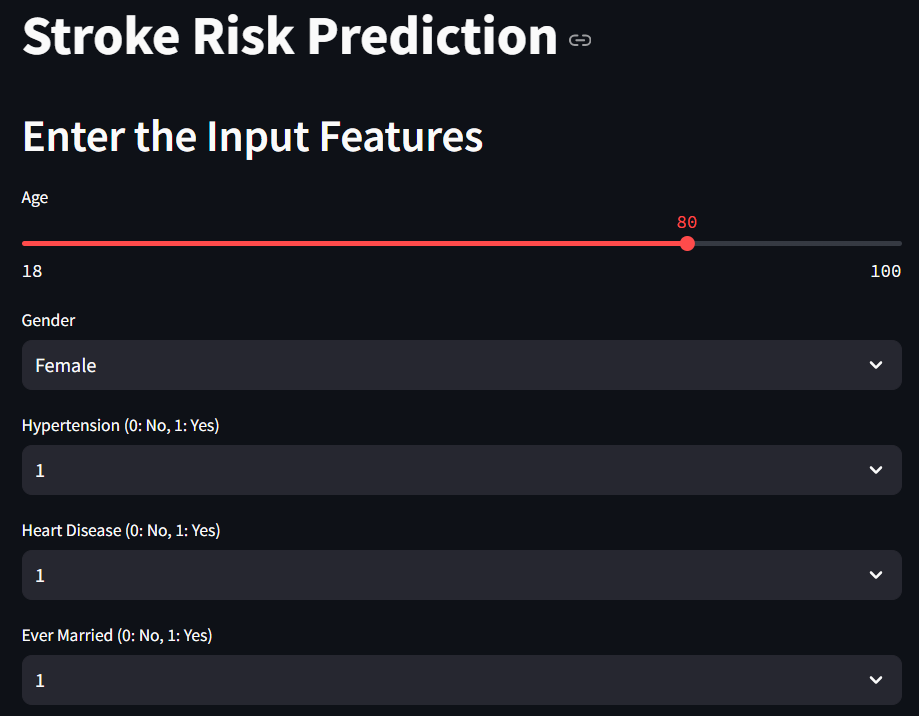 Stroke Risk Prediction
Enter the Input Features
Age
80
18 100
Gender
Female
Hypertension (0: No, 1: Yes)
1
Heart Disease (0: No, 1: Yes)
1
Ever Married (0: No, 1: Yes)
1